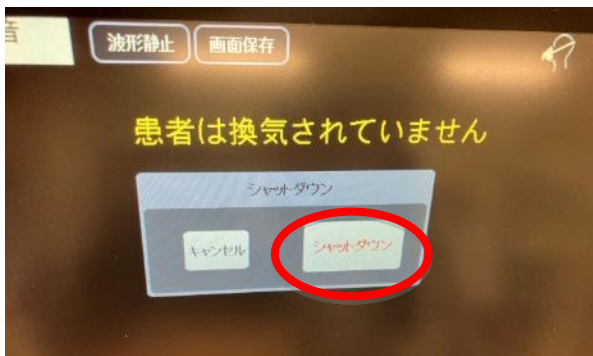 音
波形静止 画面保存
患者は換気されていません
シャットダウン
キャンセル シャットダウン